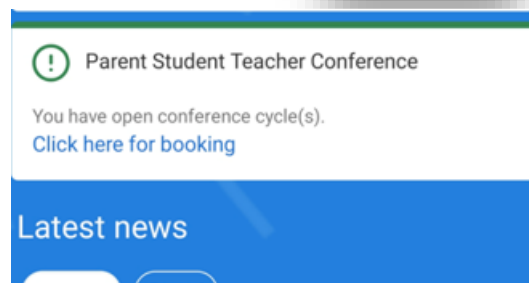 Parent Student Teacher Conference
You have open conference cycle(s).
Click here for booking
Latest news